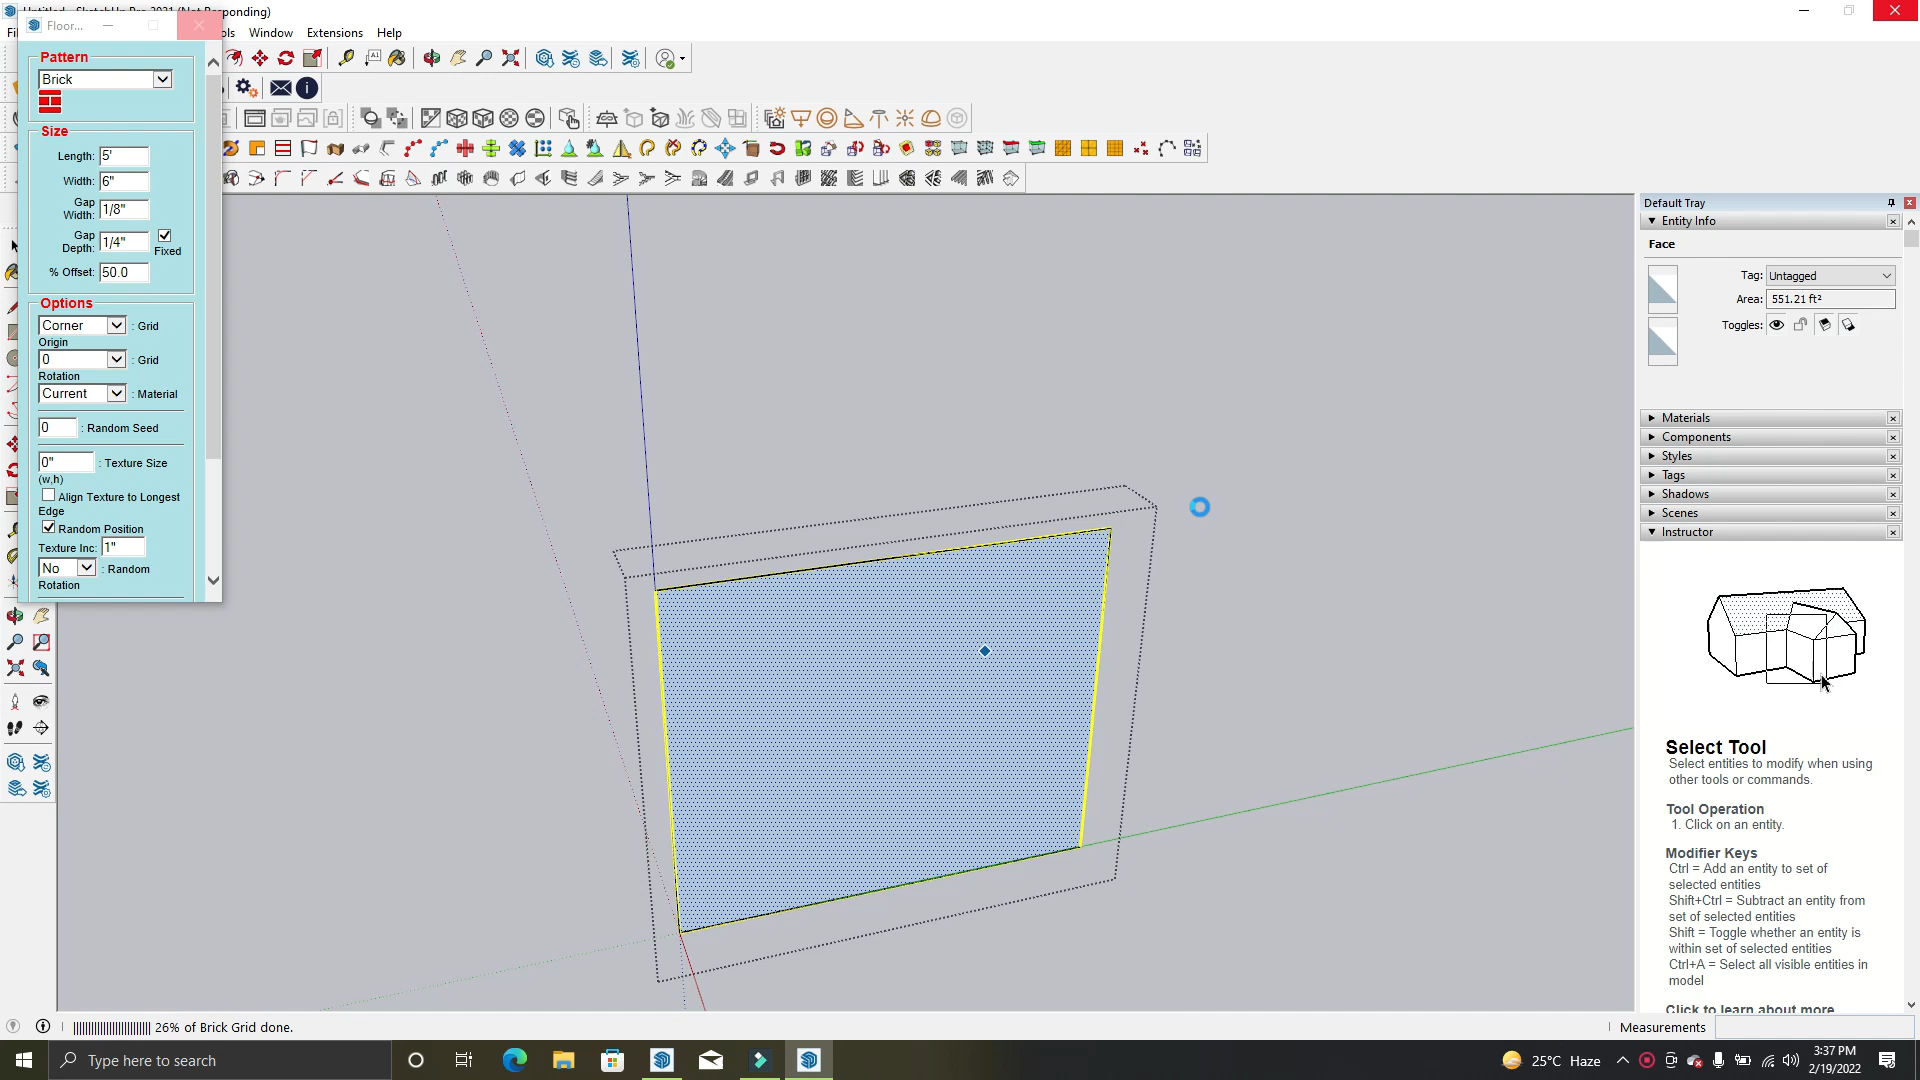 Untitled - SketchUp Pro 2021 (Not Responding)
Floor...
Window
Extensions
Help
Pattern
Brick
Size
Length: 5'
Width: 6"
Gap Width: 1/8"
Gap Depth: 1/4"
Fixed
% Offset: 50.0
Options
Corner : Grid
Origin
0 : Grid
Rotation
Current : Material
0 : Random Seed
0" : Texture Size
(w,h)
Align Texture to Longest
Edge
Random Position
Texture Inc: 1"
No : Random
Rotation
Default Tray
Entity Info
Face
Tag: Untagged
Area: 551.21 ft²
Toggles:
Materials
Components
Styles
Tags
Shadows
Scenes
Instructor
Select Tool
Select entities to modify when using
other tools or commands.
Tool Operation
1. Click on an entity.
Modifier Keys
Ctrl = Add an entity to set of
selected entities
Shift+Ctrl = Subtract an entity from
set of selected entities
Shift = Toggle whether an entity is
within set of selected entities
Ctrl+A = Select all visible entities in
model
Click to learn about more
26% of Brick Grid done.
Measurements
Type here to search
25°C Haze
3:37 PM
2/19/2022